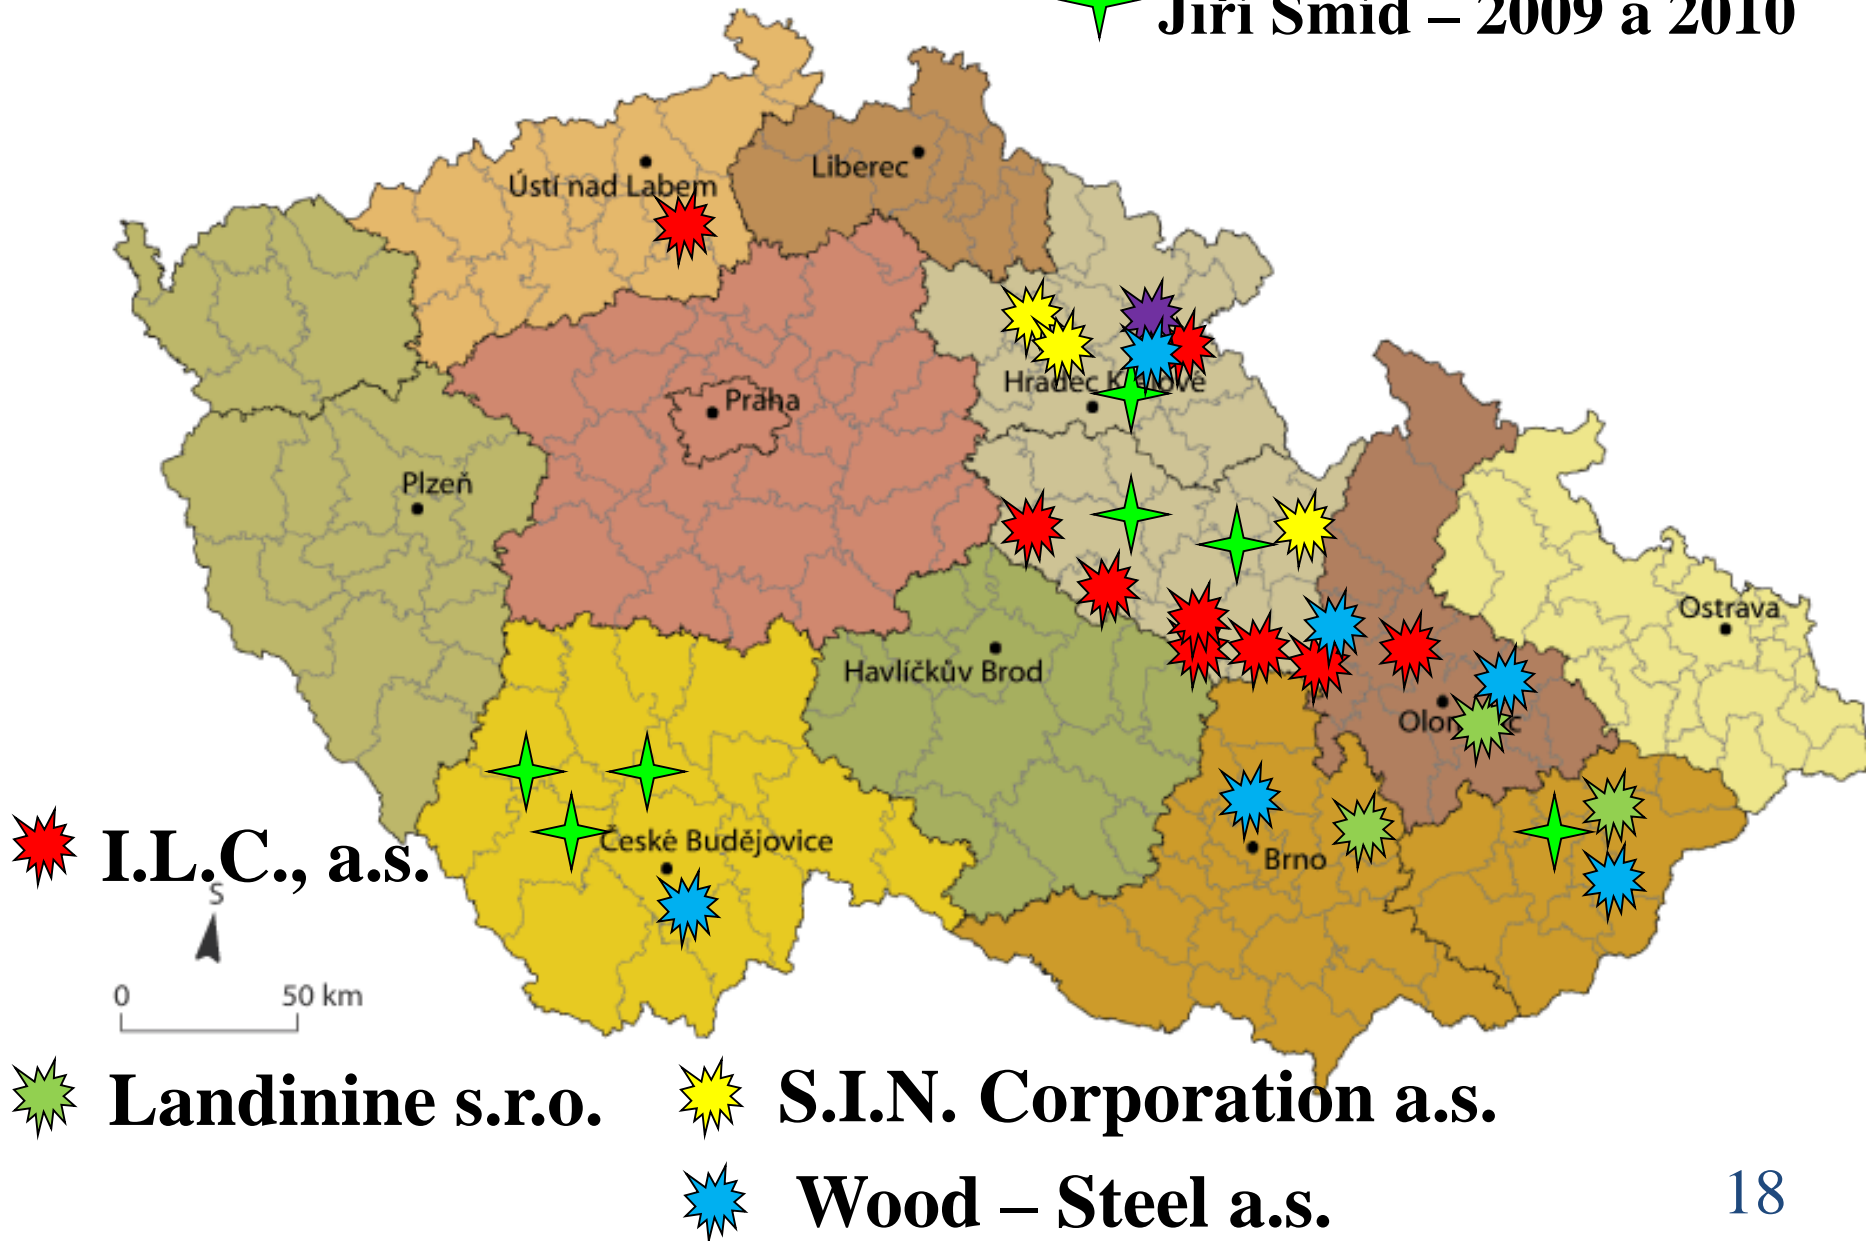 Jiří Šmíd – 2009 a 2010
Liberec
Ústí nad Labem
Hradec Králové
Praha
Plzeň
Ostrava
Havlíčkův Brod
Olomouc
České Budějovice
Brno
I.L.C., a.s.
S
0 50 km
Landinine s.r.o.
S.I.N. Corporation a.s.
Wood – Steel a.s.
18